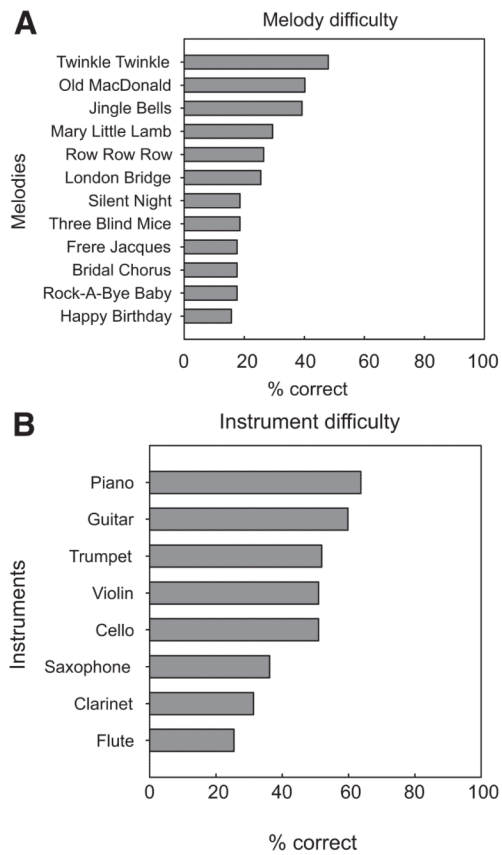 A
Melody difficulty
Melodies
Twinkle Twinkle
Old MacDonald
Jingle Bells
Mary Little Lamb
Row Row Row
London Bridge
Silent Night
Three Blind Mice
Frere Jacques
Bridal Chorus
Rock-A-Bye Baby
Happy Birthday
0 20 40 60 80 100
% correct
B
Instrument difficulty
Instruments
Piano
Guitar
Trumpet
Violin
Cello
Saxophone
Clarinet
Flute
0 20 40 60 80 100
% correct